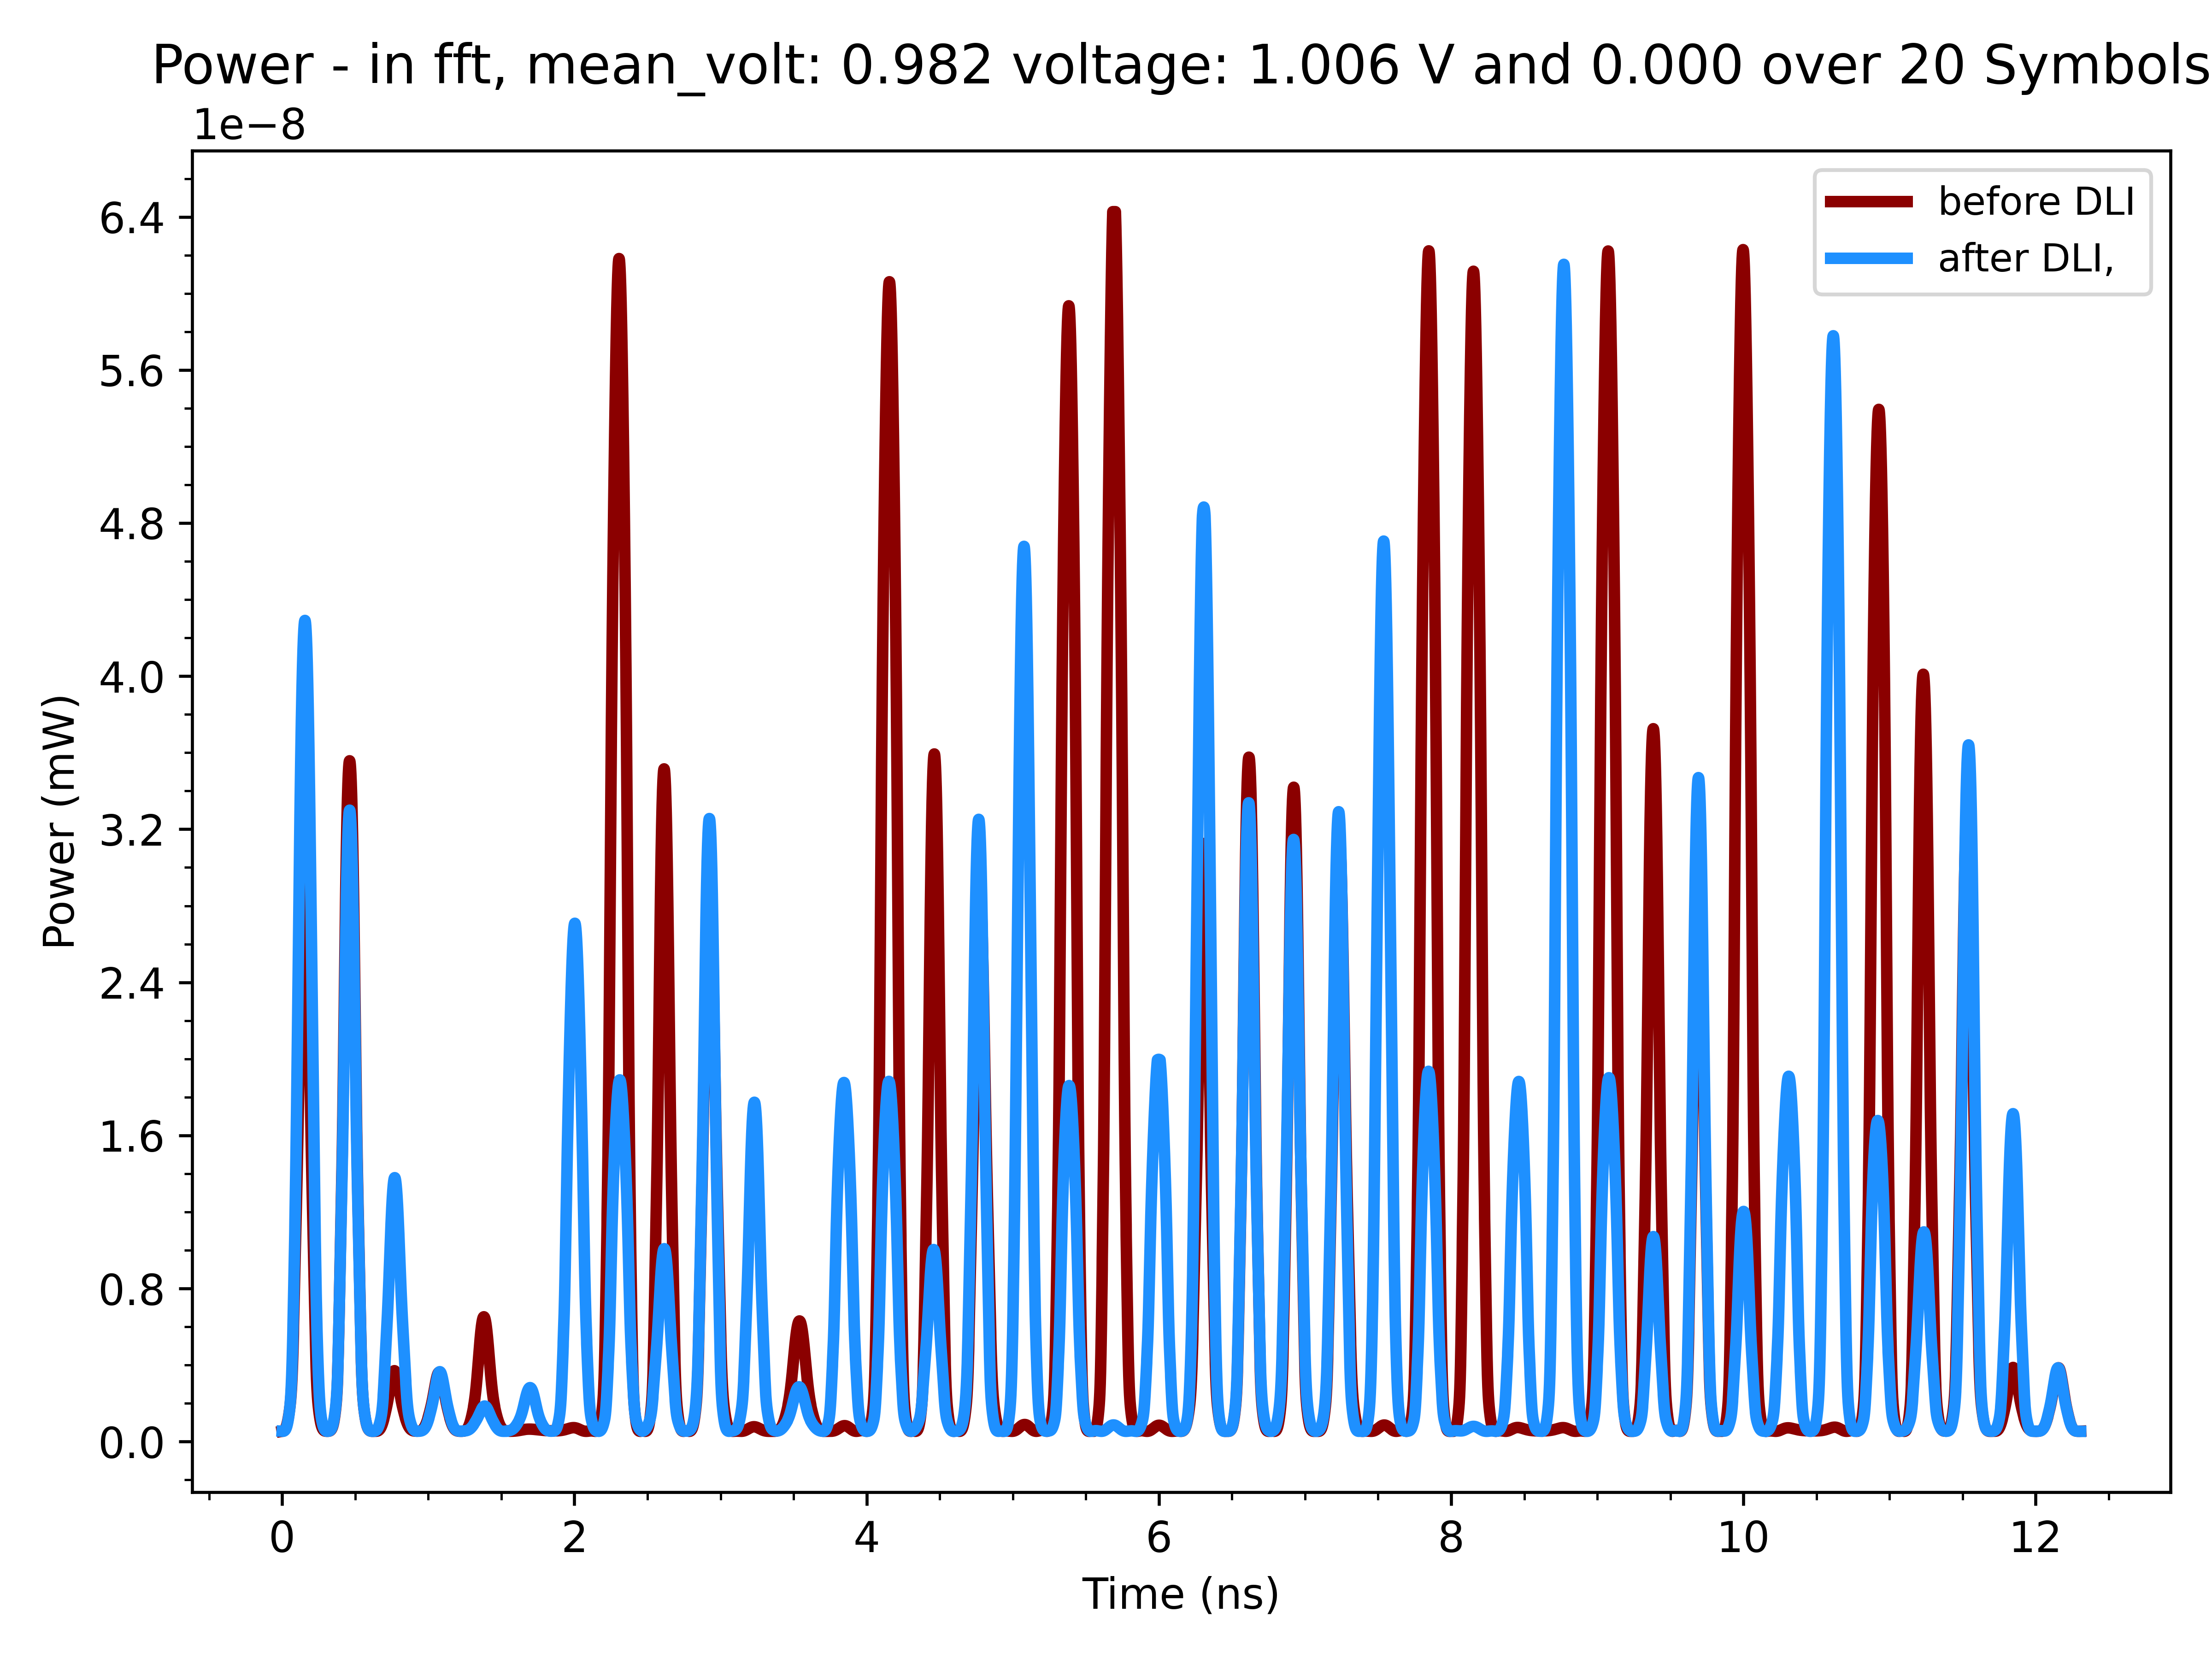 Power - in fft, mean_volt: 0.982 voltage: 1.006 V and 0.000 over 20 Symbols
1e−8
before DLI
after DLI,
6.4
5.6
4.8
4.0
3.2
2.4
1.6
0.8
0.0
Power (mW)
0 2 4 6 8 10 12
Time (ns)